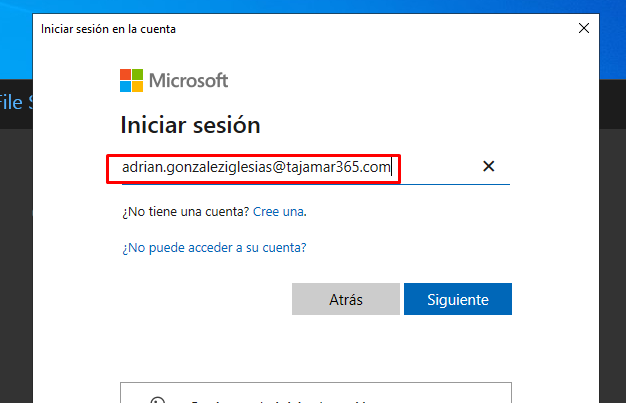 Iniciar sesión en la cuenta
File S
Microsoft
Iniciar sesión
adrian.gonzaleziglesias@tajamar365.com
¿No tiene una cuenta? Cree una.
¿No puede acceder a su cuenta?
Atrás
Siguiente